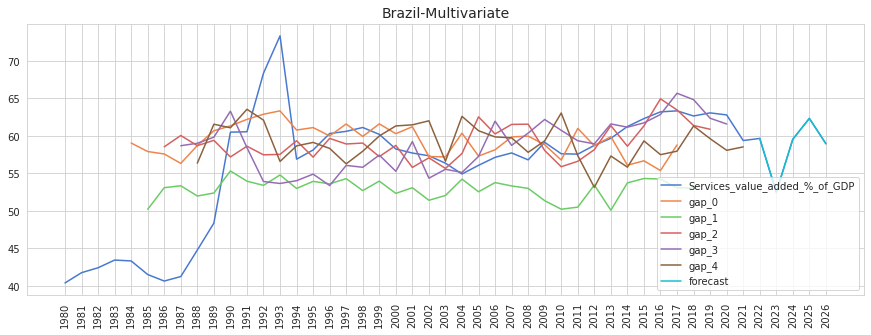 Brazil-Multivariate
70
65
60
55
50
45
40
Services_value_added_%_of_GDP
gap_0
gap_1
gap_2
gap_3
gap_4
forecast
1980 1981 1982 1983 1984 1985 1986 1987 1988 1989 1990 1991 1992 1993 1994 1995 1996 1997 1998 1999 2000 2001 2002 2003 2004 2005 2006 2007 2008 2009 2010 2011 2012 2013 2014 2015 2016 2017 2018 2019 2020 2021 2022 2023 2024 2025 2026